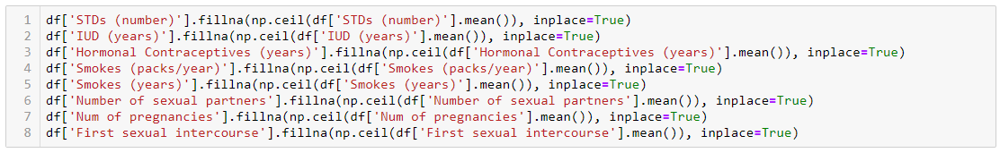 1 df['STDs (number)'].fillna(np.ceil(df['STDs (number)'].mean()), inplace=True)
2 df['IUD (years)'].fillna(np.ceil(df['IUD (years)'].mean()), inplace=True)
3 df['Hormonal Contraceptives (years)'].fillna(np.ceil(df['Hormonal Contraceptives (years)'].mean()), inplace=True)
4 df['Smokes (packs/year)'].fillna(np.ceil(df['Smokes (packs/year)'].mean()), inplace=True)
5 df['Smokes (years)'].fillna(np.ceil(df['Smokes (years)'].mean()), inplace=True)
6 df['Number of sexual partners'].fillna(np.ceil(df['Number of sexual partners'].mean()), inplace=True)
7 df['Num of pregnancies'].fillna(np.ceil(df['Num of pregnancies'].mean()), inplace=True)
8 df['First sexual intercourse'].fillna(np.ceil(df['First sexual intercourse'].mean()), inplace=True)